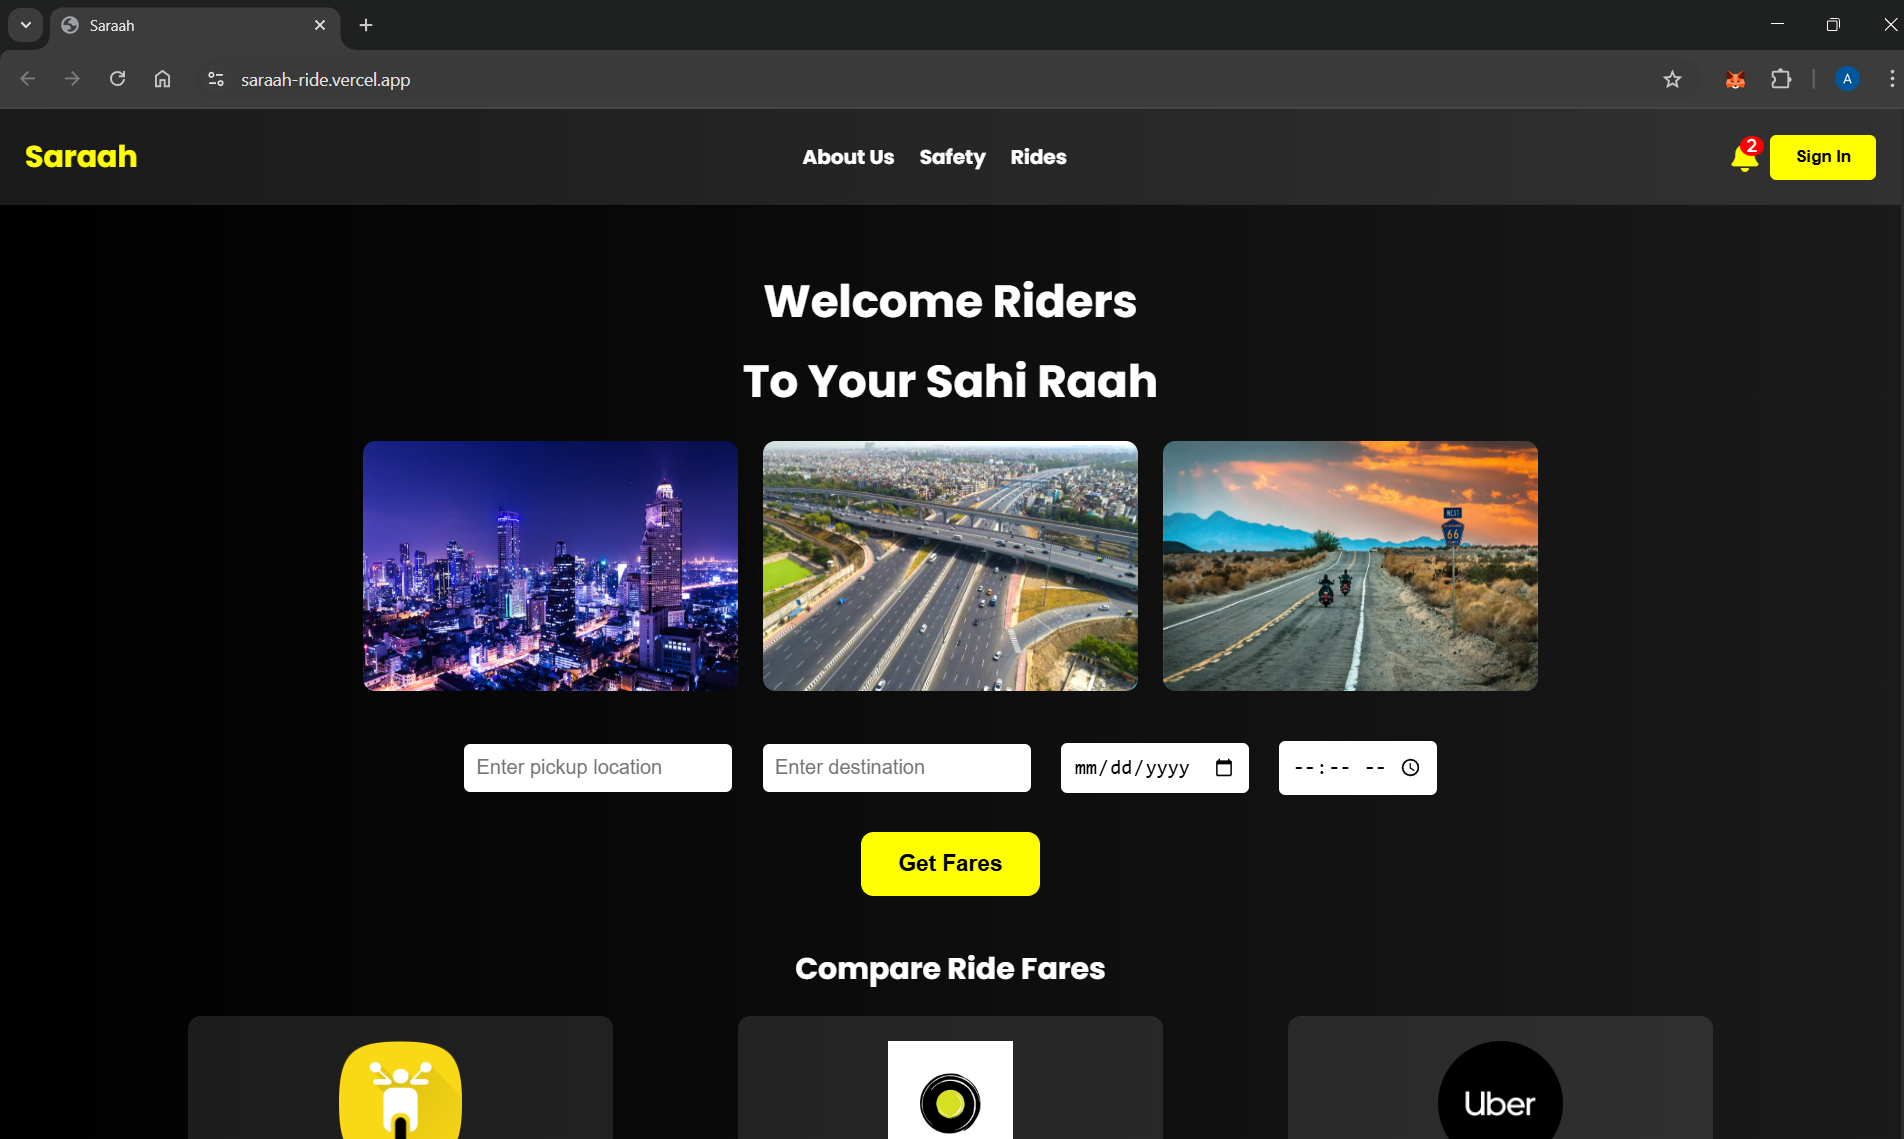 Saraah
saraah-ride.vercel.app
A
Saraah
About Us
Safety
Rides
2
Sign In
Welcome Riders
To Your Sahi Raah
WEST
66
Enter pickup location
Enter destination
mm/dd/yyyy
--:-- --
Get Fares
Compare Ride Fares
Uber